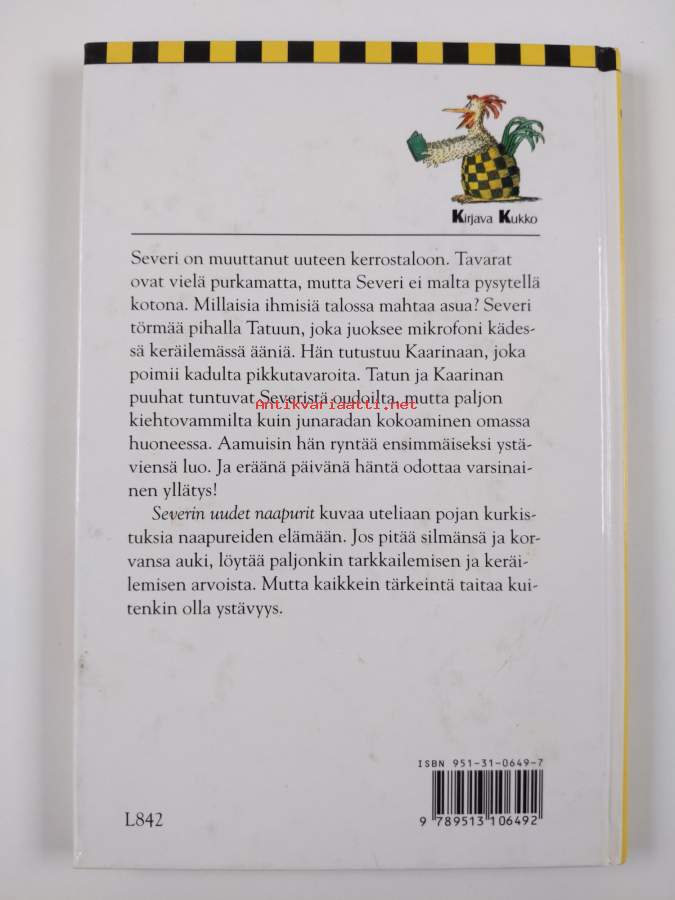 Kirjava Kukko
Severi on muuttanut uuteen kerrostaloon. Tavarat
ovat vielä purkamatta, mutta Severi ei malta pysytellä
kotona. Millaisia ihmisiä talossa mahtaa asua? Severi
törmää pihalla Tatuun, joka juoksee mikrofoni kädes-
sä keräilemässä ääniä. Hän tutustuu Kaarinaan, joka
poimii kadulta pikkutavaroita. Tatun ja Kaarinan
puuhat tuntuvat Severistä oudoilta, mutta paljon
Antikvariaatti.net
kiehtovammilta kuin junaradan kokoaminen omassa
huoneessa. Aamuisin hän ryntää ensimmäiseksi ystä-
viensä luo. Ja eräänä päivänä häntä odottaa varsinai-
nen yllätys!
Severin uudet naapurit kuvaa uteliaan pojan kurkis-
tuksia naapureiden elämään. Jos pitää silmänsä ja kor-
vansa auki, löytää paljonkin tarkkailemisen ja keräi-
lemisen arvoista. Mutta kaikkein tärkeintä taitaa kui-
tenkin olla ystävyys.
ISBN 951-31-0649-7
9 789513 106492
L842